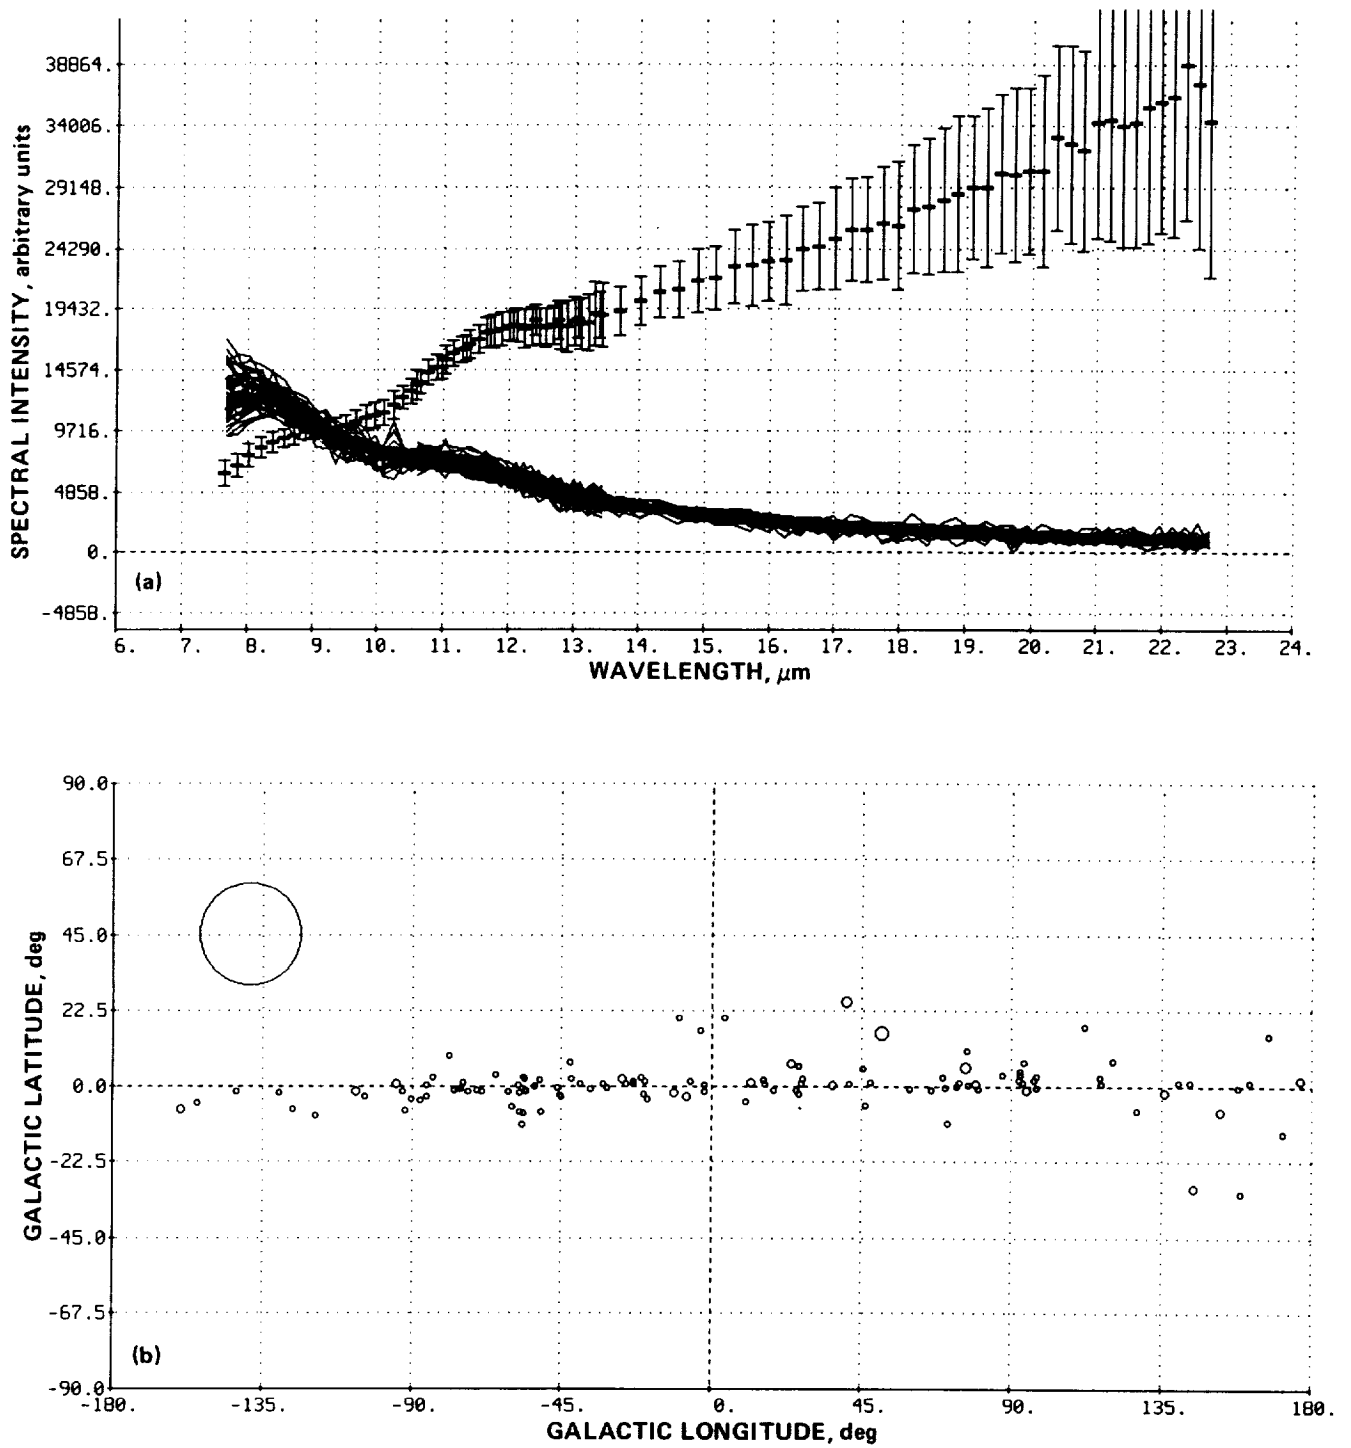 38864.
34006.
29148.
24290.
19432.
14574.
9716.
4858.
0.
-4858.
SPECTRAL INTENSITY, arbitrary units
(a)
6. 7. 8. 9. 10. 11. 12. 13. 14. 15. 16. 17. 18. 19. 20. 21. 22. 23. 24.
WAVELENGTH, μm
90.0
67.5
45.0
22.5
0.0
-22.5
-45.0
-67.5
-90.0
GALACTIC LATITUDE, deg
(b)
-180. -135. -90. -45. 0. 45. 90. 135. 180.
GALACTIC LONGITUDE, deg